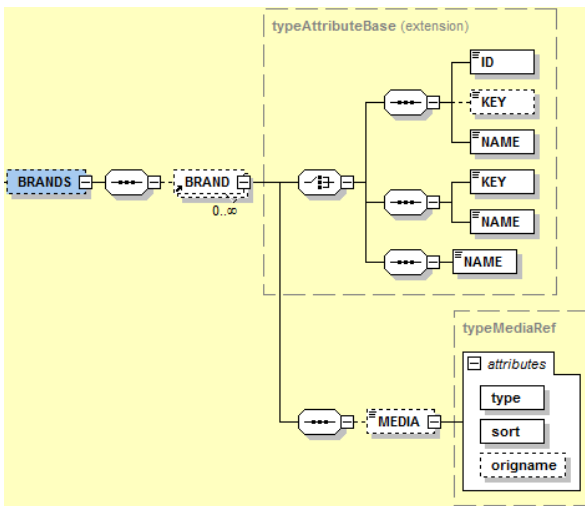 typeAttributeBase (extension)
ID
KEY
NAME
BRANDS
BRAND
0..∞
KEY
NAME
NAME
typeMediaRef
attributes
type
MEDIA
sort
origname